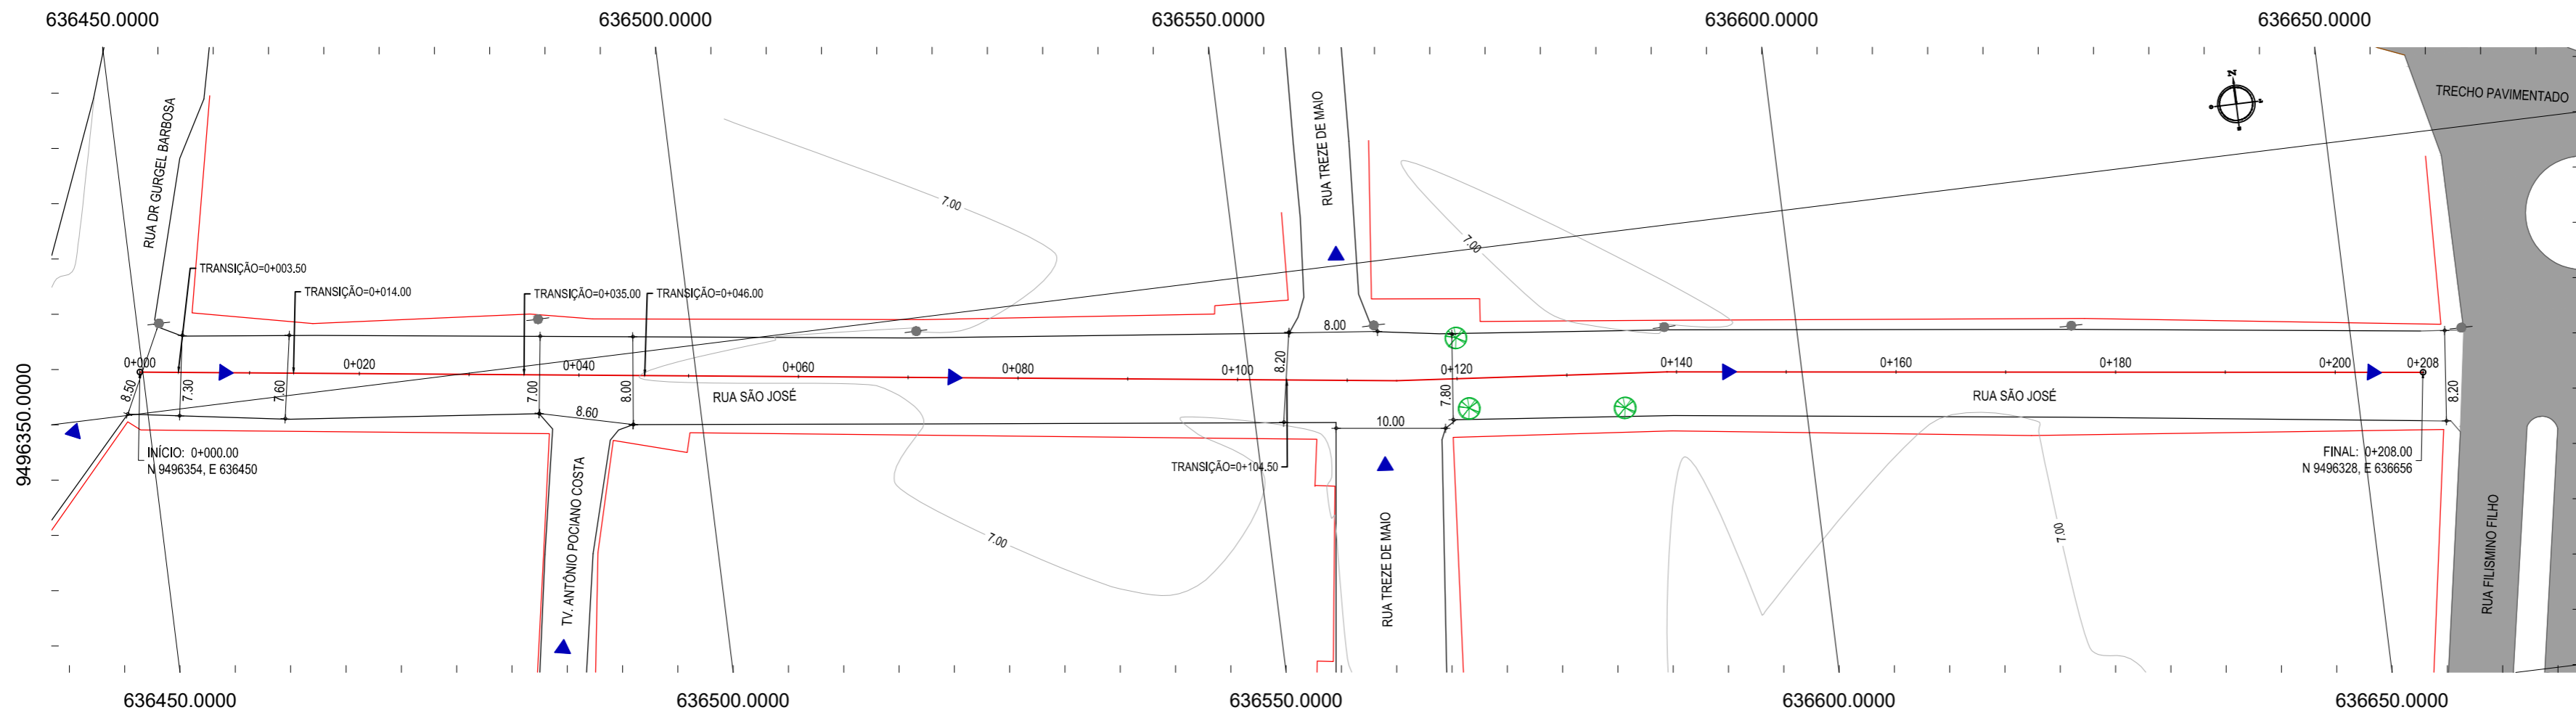 636450.0000
636500.0000
636550.0000
636600.0000
636650.0000
TRECHO PAVIMENTADO
RUA DR GURGEL BARBOSA
RUA TREZE DE MAIO
N
7.00
7.00
TRANSIÇÃO=0+003.50
TRANSIÇÃO=0+014.00
TRANSIÇÃO=0+035.00
TRANSIÇÃO=0+046.00
8.00
0+000
0+020
0+040
0+060
0+080
0+100
0+120
0+140
0+160
0+180
0+200
0+208
8.50
7.30
7.60
7.00
8.00
8.20
7.80
8.20
RUA SÃO JOSÉ
RUA SÃO JOSÉ
8.60
10.00
9496350.0000
INÍCIO: 0+000.00
N 9496354, E 636450
TRANSIÇÃO=0+104.50
FINAL: 0+208.00
N 9496328, E 636656
TV. ANTÔNIO POCIANO COSTA
7.00
RUA TREZE DE MAIO
7.00
RUA FILISMINO FILHO
636450.0000
636500.0000
636550.0000
636600.0000
636650.0000